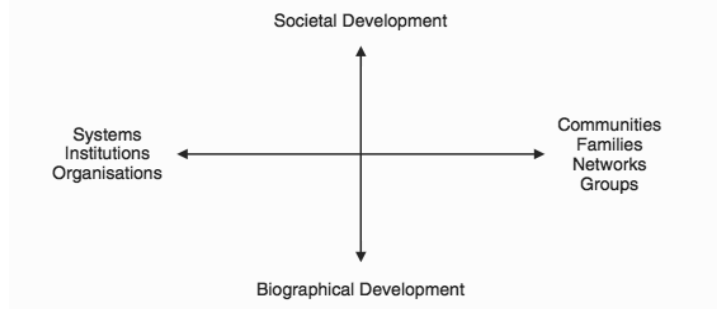 Societal Development
Systems
Institutions
Organisations
Communities
Families
Networks
Groups
Biographical Development